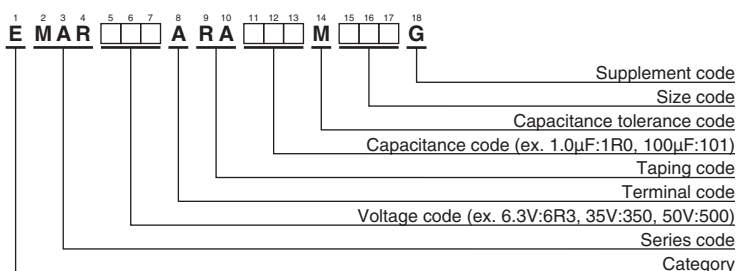 1 2 3 4 5 6 7 8 9 10 11 12 13 14 15 16 17 18
E MAR □□□ A RA □□□ M □□□ G
Supplement code
Size code
Capacitance tolerance code
Capacitance code (ex. 1.0µF:1R0, 100µF:101)
Taping code
Terminal code
Voltage code (ex. 6.3V:6R3, 35V:350, 50V:500)
Series code
Category